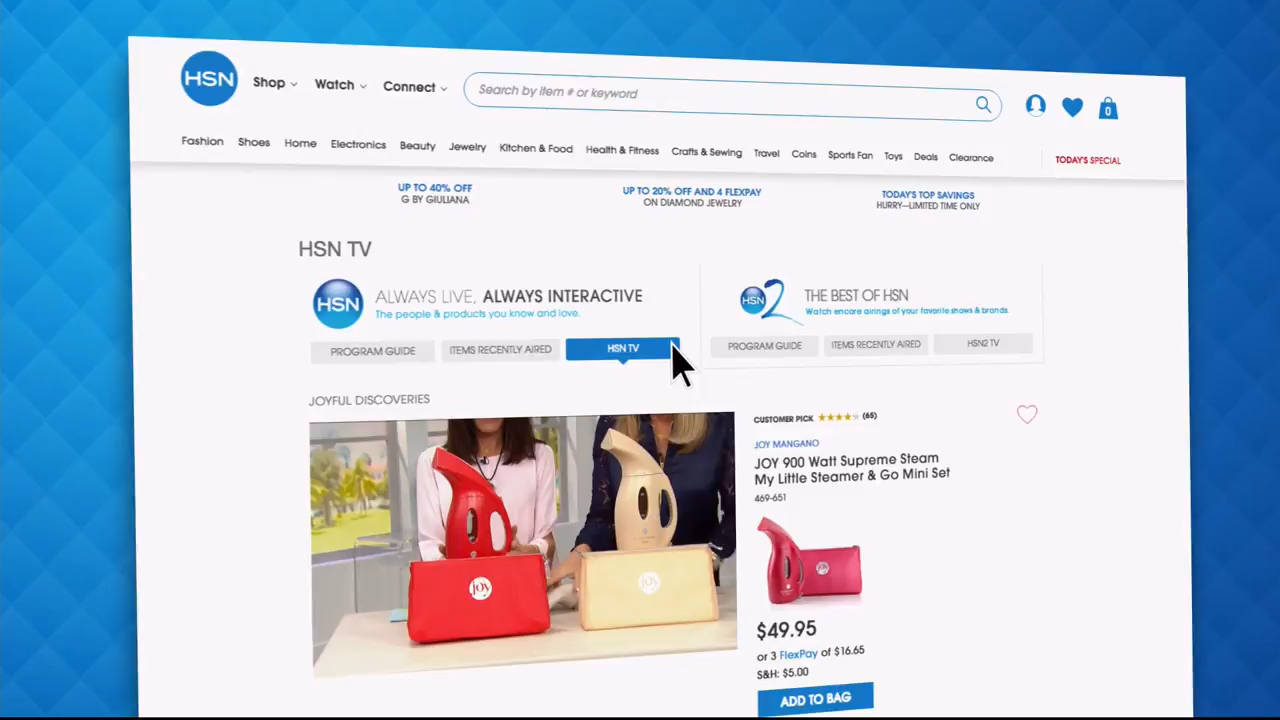 HSN
Shop
Watch
Connect
Search by item # or keyword
0
Fashion
Shoes
Home
Electronics
Beauty
Jewelry
Kitchen & Food
Health & Fitness
Crafts & Sewing
Travel
Coins
Sports Fan
Toys
Deals
Clearance
TODAY'S SPECIAL
UP TO 40% OFF
G BY GIULIANA
UP TO 20% OFF AND 4 FLEXPAY
ON DIAMOND JEWELRY
TODAY'S TOP SAVINGS
HURRY—LIMITED TIME ONLY
HSN TV
HSN
ALWAYS LIVE, ALWAYS INTERACTIVE
The people & products you know and love.
PROGRAM GUIDE
ITEMS RECENTLY AIRED
HSN TV
HSN 2
THE BEST OF HSN
Watch encore airings of your favorite shows & brands.
PROGRAM GUIDE
ITEMS RECENTLY AIRED
HSN2 TV
JOYFUL DISCOVERIES
joy
CUSTOMER PICK
(65)
JOY MANGANO
JOY 900 Watt Supreme Steam
My Little Steamer & Go Mini Set
469-651
$49.95
or 3 FlexPay of $16.65
S&H: $5.00
ADD TO BAG